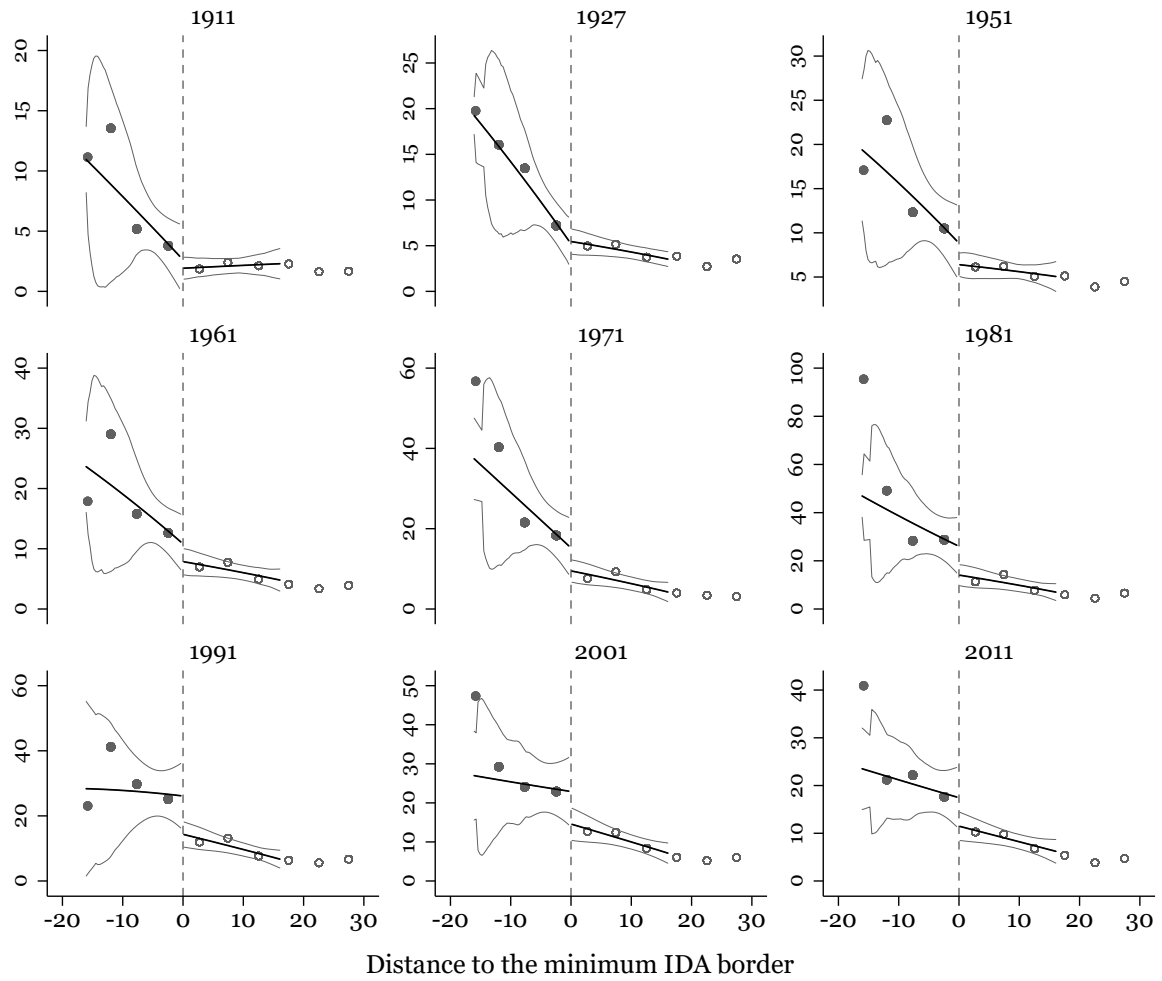 1911 1927 1951
20 15 10 5 0
25 20 15 10 5 0
30 25 20 15 10 5
1961 1971 1981
40 30 20 10 0
60 40 20 0
100 80 60 40 20 0
1991 2001 2011
60 40 20 0
50 40 30 20 10 0
40 30 20 10 0
-20 -10 0 10 20 30 -20 -10 0 10 20 30 -20 -10 0 10 20 30
Distance to the minimum IDA border